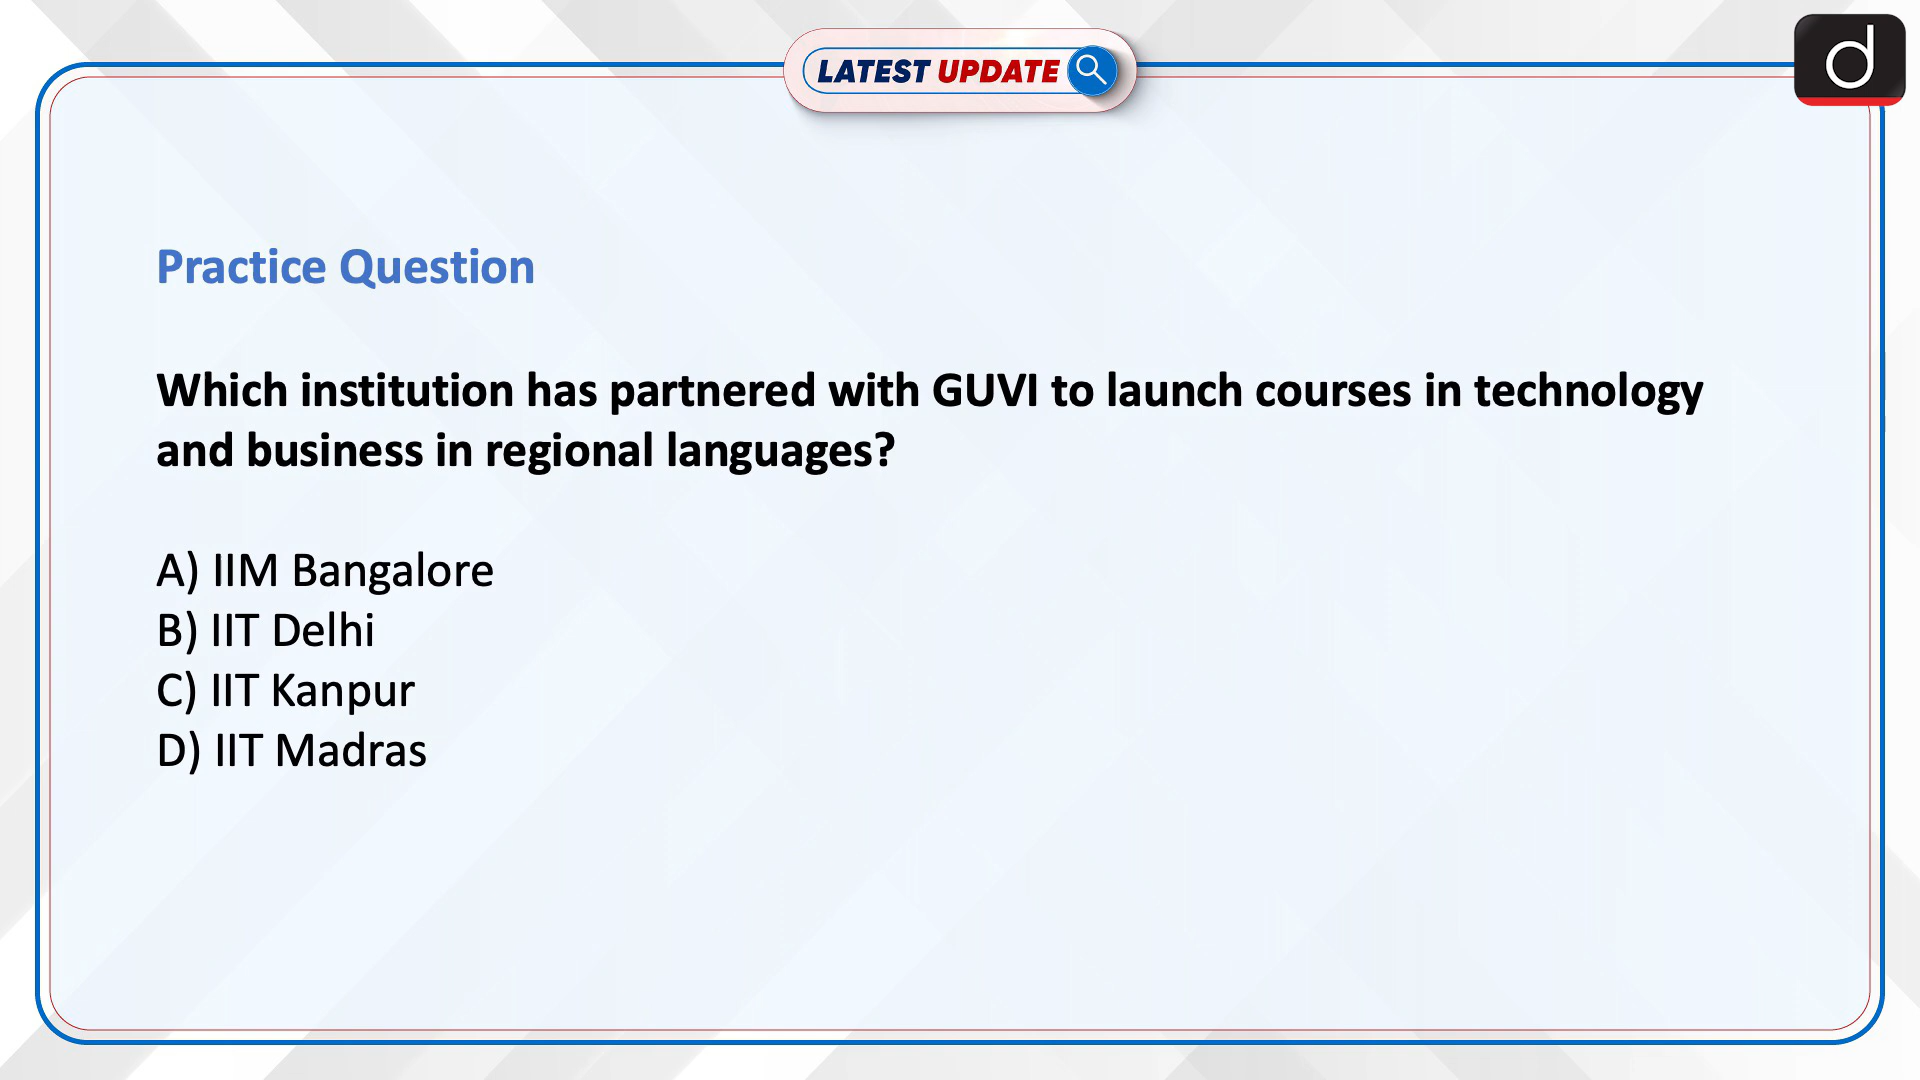 LATEST UPDATE
d
Practice Question
Which institution has partnered with GUVI to launch courses in technology
and business in regional languages?
A) IIM Bangalore
B) IIT Delhi
C) IIT Kanpur
D) IIT Madras